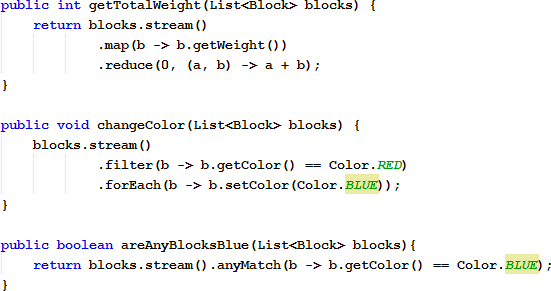 public int getTotalWeight(List<Block> blocks) {
    return blocks.stream()
            .map(b -> b.getWeight())
            .reduce(0, (a, b) -> a + b);
}

public void changeColor(List<Block> blocks) {
    blocks.stream()
            .filter(b -> b.getColor() == Color.RED)
            .forEach(b -> b.setColor(Color.BLUE));
}

public boolean areAnyBlocksBlue(List<Block> blocks){
    return blocks.stream().anyMatch(b -> b.getColor() == Color.BLUE);
}